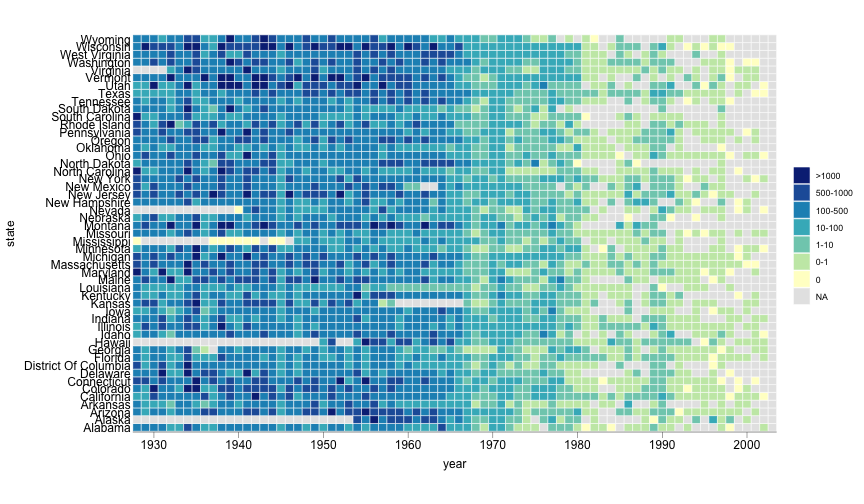 Wyoming
Wisconsin
West Virginia
Washington
Virginia
Vermont
Utah
Texas
Tennessee
South Dakota
South Carolina
Rhode Island
Pennsylvania
Oregon
Oklahoma
Ohio
North Dakota
North Carolina
New York
New Mexico
New Jersey
New Hampshire
Nevada
Nebraska
Montana
Missouri
Mississippi
Minnesota
Michigan
Massachusetts
Maryland
Maine
Louisiana
Kentucky
Kansas
Iowa
Indiana
Illinois
Idaho
Hawaii
Georgia
Florida
District Of Columbia
Delaware
Connecticut
Colorado
California
Arkansas
Arizona
Alaska
Alabama
state
1930 1940 1950 1960 1970 1980 1990 2000
year
>1000
500-1000
100-500
10-100
1-10
0-1
0
NA